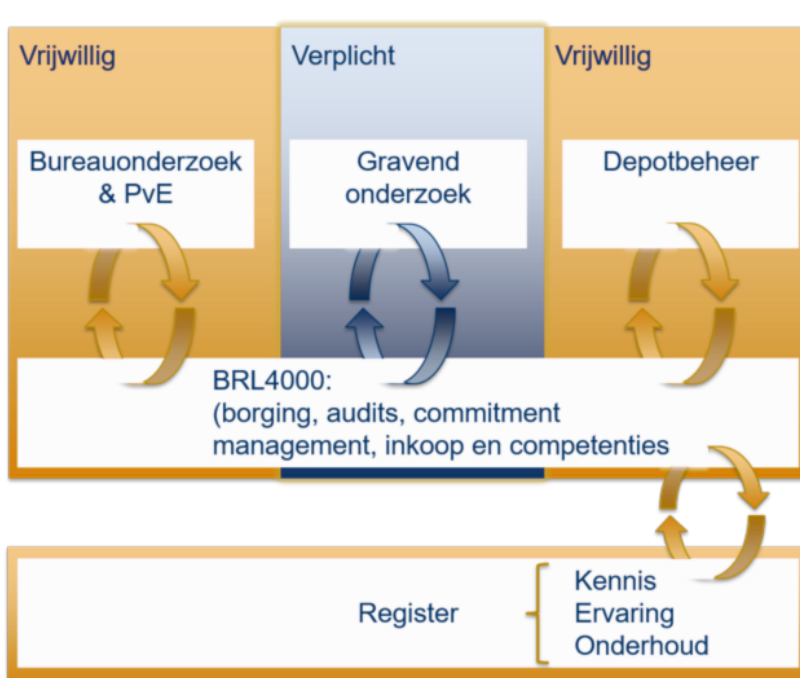 Vrijwillig
Verplicht
Vrijwillig
Bureauonderzoek
& PvE
Gravend
onderzoek
Depotbeheer
BRL4000:
(borging, audits, commitment
management, inkoop en competenties
Register
Kennis
Ervaring
Onderhoud